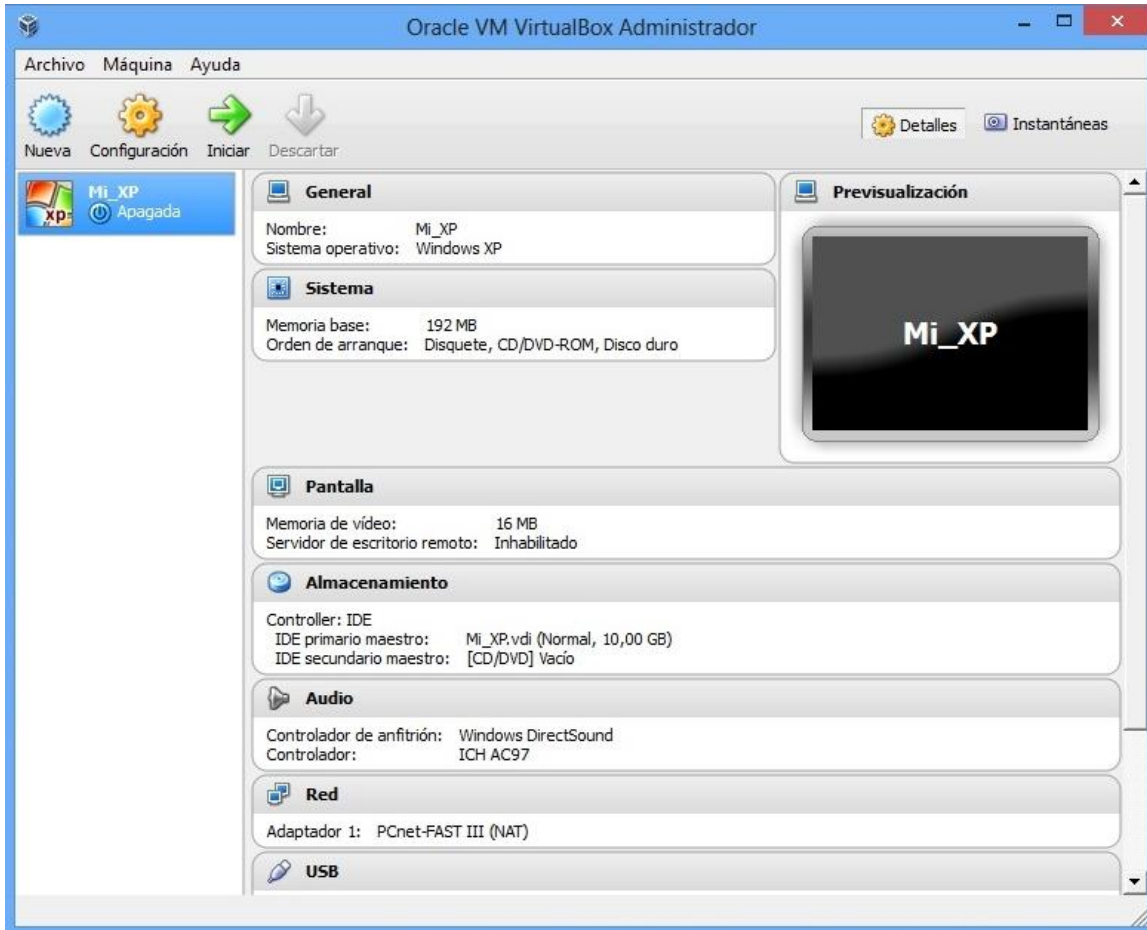 Oracle VM VirtualBox Administrador
Archivo Máquina Ayuda
Nueva Configuración Iniciar Descartar
Detalles Instantáneas
Mi_XP
Apagada
xp
General
Nombre: Mi_XP
Sistema operativo: Windows XP
Sistema
Memoria base: 192 MB
Orden de arranque: Disquete, CD/DVD-ROM, Disco duro
Previsualización
Mi_XP
Pantalla
Memoria de vídeo: 16 MB
Servidor de escritorio remoto: Inhabilitado
Almacenamiento
Controller: IDE
IDE primario maestro: Mi_XP.vdi (Normal, 10,00 GB)
IDE secundario maestro: [CD/DVD] Vacío
Audio
Controlador de anfitrión: Windows DirectSound
Controlador: ICH AC97
Red
Adaptador 1: PCnet-FAST III (NAT)
USB